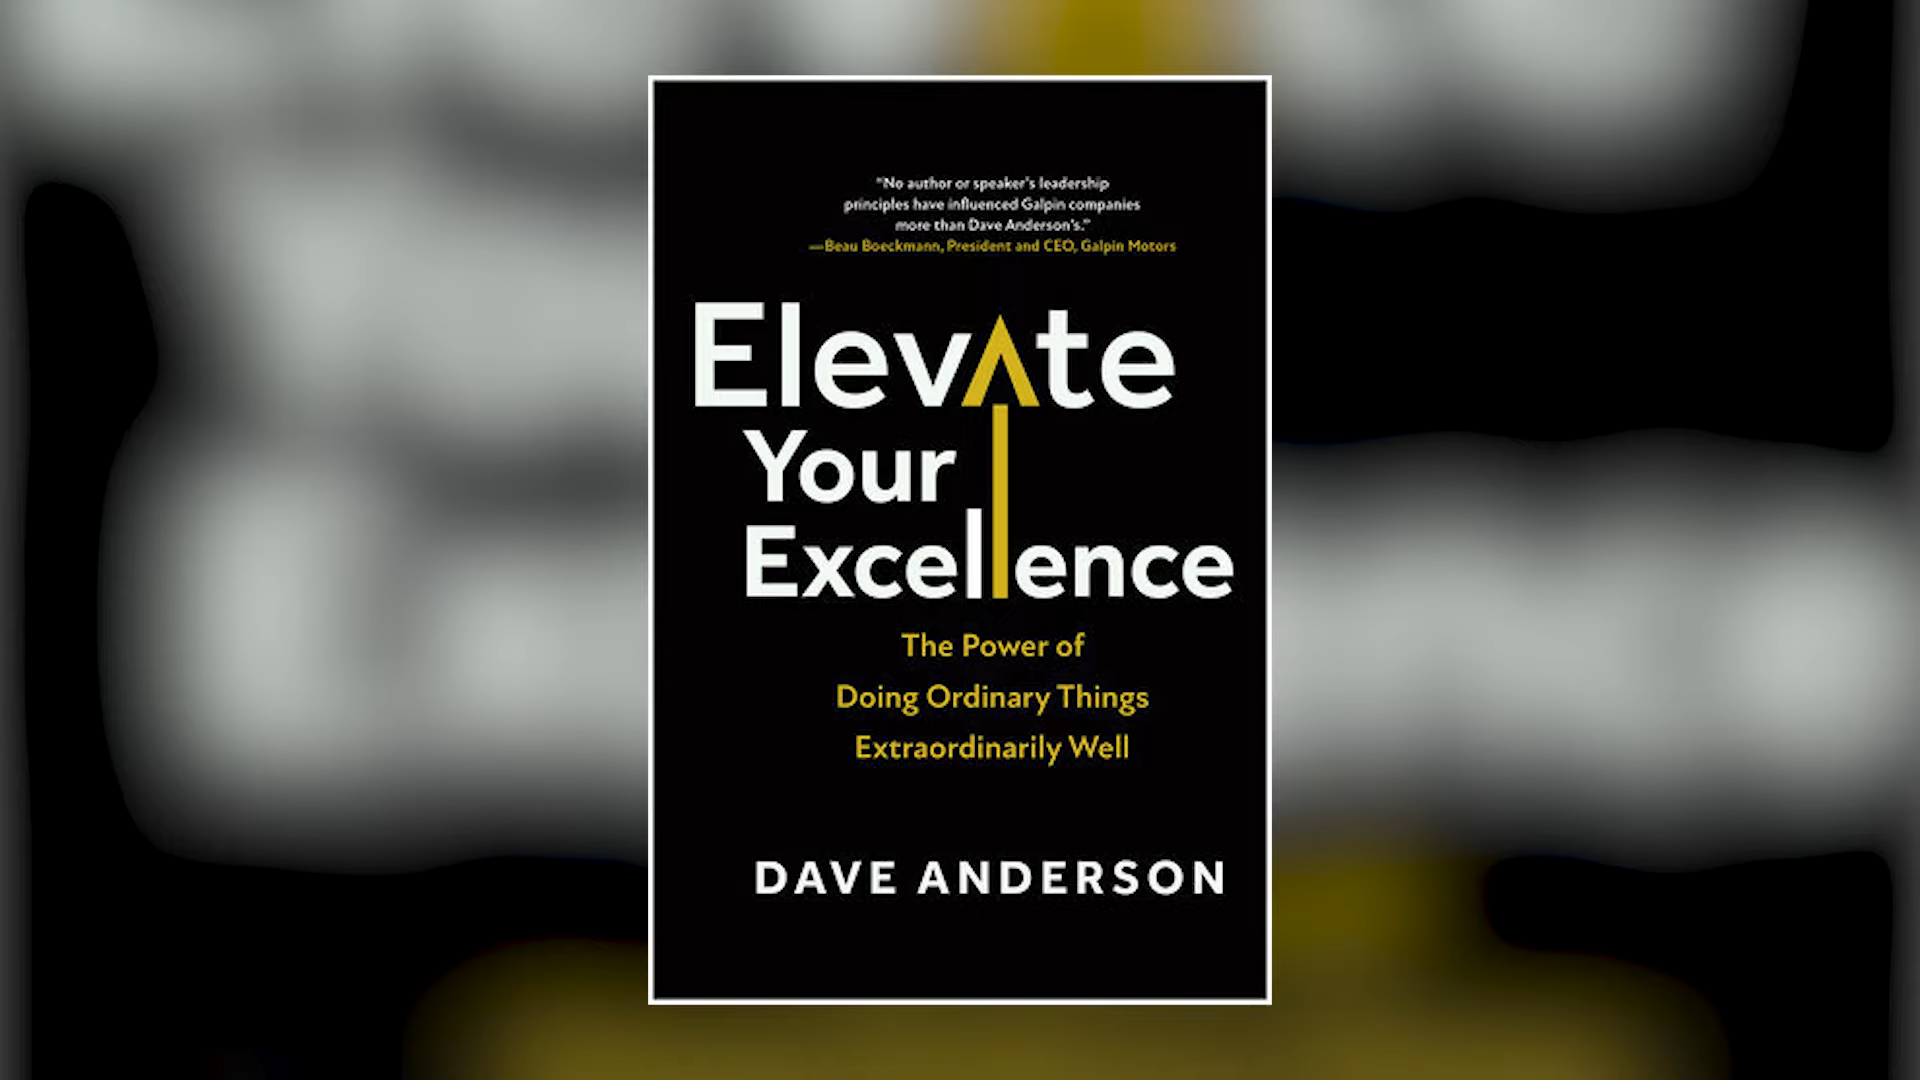 "No author or speaker's leadership
principles have influenced Galpin companies
more than Dave Anderson's."
—Beau Boeckmann, President and CEO, Galpin Motors
Elevate
Your
Excellence
The Power of
Doing Ordinary Things
Extraordinarily Well
DAVE ANDERSON